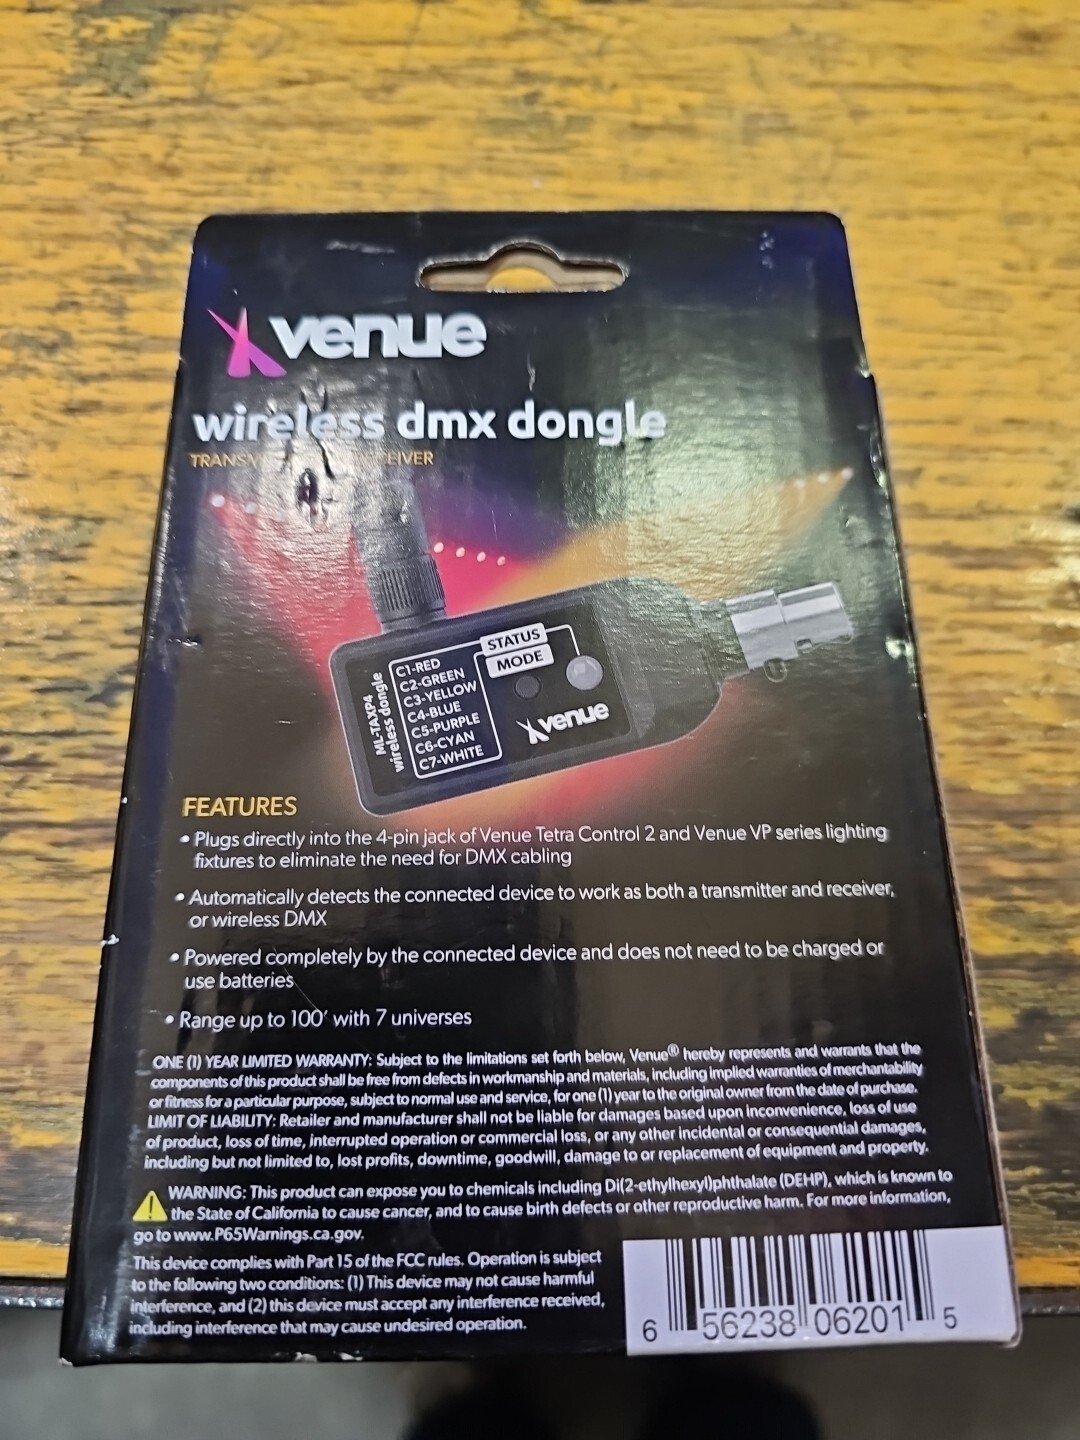 venue
wireless dmx dongle
TRANSMITTER RECEIVER
STATUS
MODE
C1-RED
C2-GREEN
C3-YELLOW
C4-BLUE
C5-PURPLE
C6-CYAN
C7-WHITE
ML-TAXP4
wireless dongle
venue
FEATURES
• Plugs directly into the 4-pin jack of Venue Tetra Control 2 and Venue VP series lighting
fixtures to eliminate the need for DMX cabling
• Automatically detects the connected device to work as both a transmitter and receiver,
or wireless DMX
• Powered completely by the connected device and does not need to be charged or
use batteries
• Range up to 100' with 7 universes
ONE (1) YEAR LIMITED WARRANTY: Subject to the limitations set forth below, Venue® hereby represents and warrants that the
components of this product shall be free from defects in workmanship and materials, including implied warranties of merchantability
or fitness for a particular purpose, subject to normal use and service, for one (1) year to the original owner from the date of purchase.
LIMIT OF LIABILITY: Retailer and manufacturer shall not be liable for damages based upon inconvenience, loss of use
of product, loss of time, interrupted operation or commercial loss, or any other incidental or consequential damages,
including but not limited to, lost profits, downtime, goodwill, damage to or replacement of equipment and property.
WARNING: This product can expose you to chemicals including Di(2-ethylhexyl)phthalate (DEHP), which is known to
the State of California to cause cancer, and to cause birth defects or other reproductive harm. For more information,
go to www.P65Warnings.ca.gov.
This device complies with Part 15 of the FCC rules. Operation is subject
to the following two conditions: (1) This device may not cause harmful
interference, and (2) this device must accept any interference received,
including interference that may cause undesired operation.
6 56238 06201 5